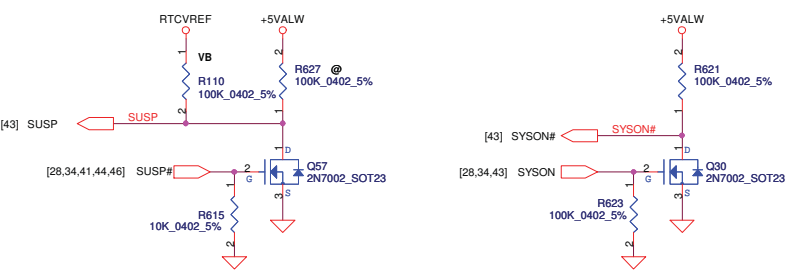 RTCVREF
+5VALW
1
VB
R110
100K_0402_5%
2
2
R627 @
100K_0402_5%
1
[43] SUSP
SUSP
1
D
[28,34,41,44,46] SUSP#
2
G
Q57
2N7002_SOT23
3
S
1
R615
10K_0402_5%
2
+5VALW
2
R621
100K_0402_5%
1
[43] SYSON#
SYSON#
1
D
[28,34,43] SYSON
2
G
Q30
2N7002_SOT23
3
S
1
R623
100K_0402_5%
2